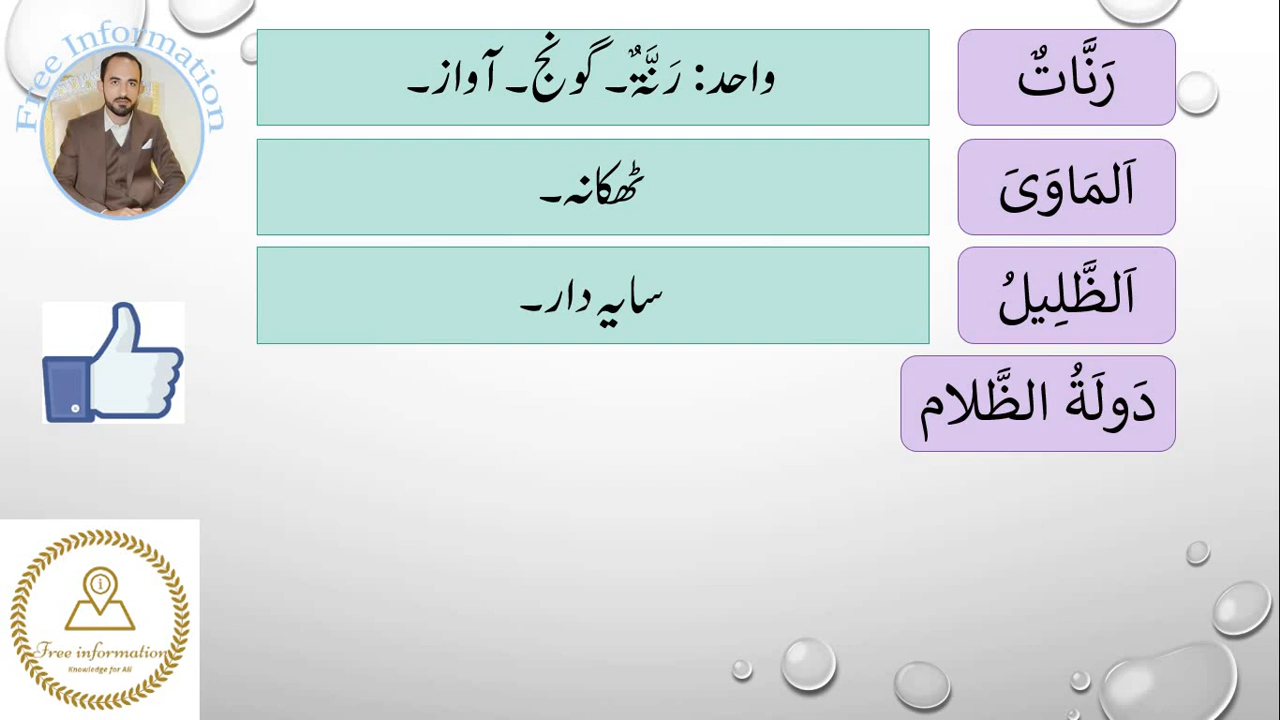 Free Information
رَنَّاتٌ
واحد: رَنَّةٌ۔ گونج۔ آواز۔
اَلمَاوَىَ
ٹھکانہ۔
اَلظَّلِيلُ
سایہ دار۔
دَولَةُ الظَّلام
Free information
Knowledge for All